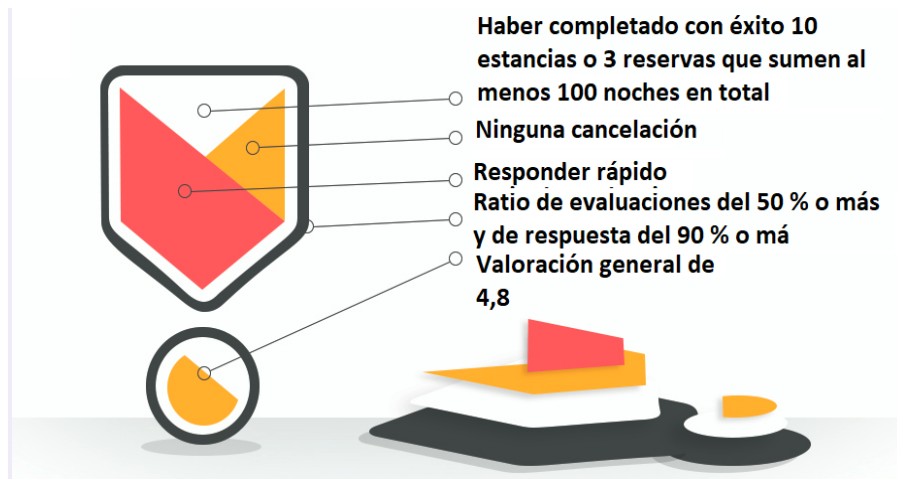 Haber completado con éxito 10
estancias o 3 reservas que sumen al
menos 100 noches en total
Ninguna cancelación
Responder rápido
Ratio de evaluaciones del 50 % o más
y de respuesta del 90 % o má
Valoración general de
4,8